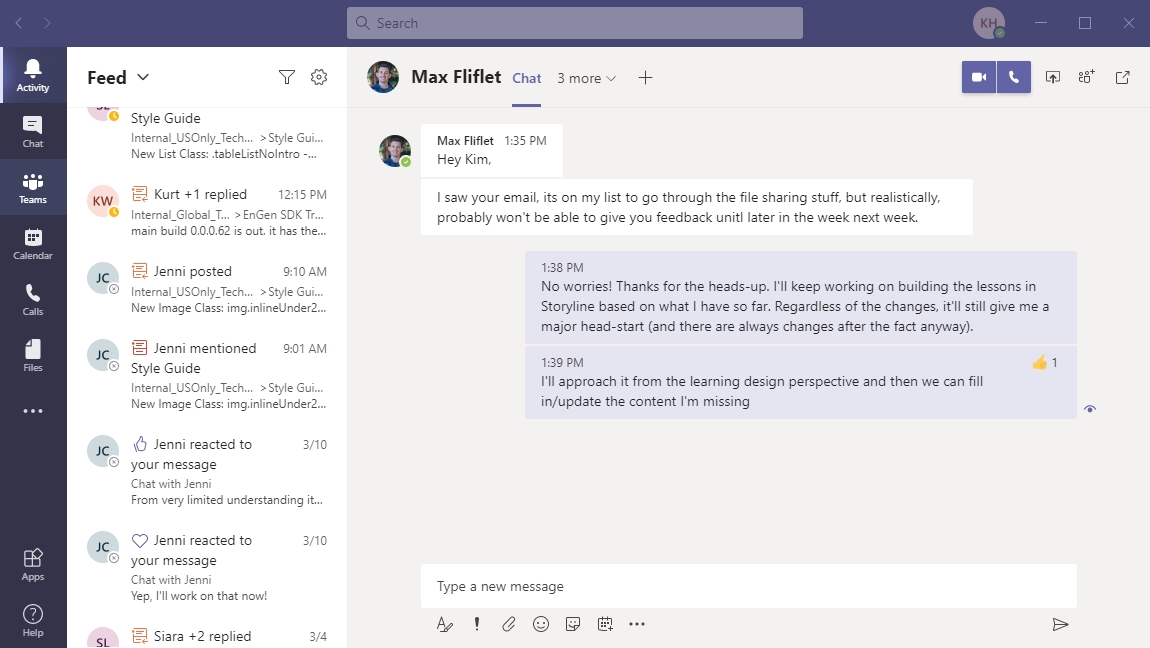 Search
KH
Activity
Chat
Teams
Calendar
Calls
Files
Apps
Help
Feed
SL
Style Guide
Internal_USOnly_Tech... > Style Gui...
New List Class: .tableListNoIntro -...
KW
Kurt +1 replied 12:15 PM
Internal_Global_T... > EnGen SDK Tr...
main build 0.0.0.62 is out. it has the...
JC
Jenni posted 9:10 AM
Internal_USOnly_Tech... > Style Gui...
New Image Class: img.inlineUnder2...
JC
Jenni mentioned 9:01 AM
Style Guide
Internal_USOnly_Tech... > Style Gui...
New Image Class: img.inlineUnder2...
JC
Jenni reacted to 3/10
your message
Chat with Jenni
From very limited understanding it...
JC
Jenni reacted to 3/10
your message
Chat with Jenni
Yep, I'll work on that now!
SL
Siara +2 replied 3/4
Max Fliflet Chat 3 more
Max Fliflet 1:35 PM
Hey Kim,
I saw your email, its on my list to go through the file sharing stuff, but realistically,
probably won't be able to give you feedback unitl later in the week next week.
1:38 PM
No worries! Thanks for the heads-up. I'll keep working on building the lessons in
Storyline based on what I have so far. Regardless of the changes, it'll still give me a
major head-start (and there are always changes after the fact anyway).
1:39 PM 1
I'll approach it from the learning design perspective and then we can fill
in/update the content I'm missing
Type a new message